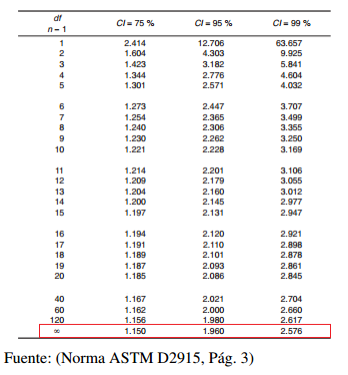 df
n – 1 CI = 75 % CI = 95 % CI = 99 %
1 2.414 12.706 63.657
2 1.604 4.303 9.925
3 1.423 3.182 5.841
4 1.344 2.776 4.604
5 1.301 2.571 4.032
6 1.273 2.447 3.707
7 1.254 2.365 3.499
8 1.240 2.306 3.355
9 1.230 2.262 3.250
10 1.221 2.228 3.169
11 1.214 2.201 3.106
12 1.209 2.179 3.055
13 1.204 2.160 3.012
14 1.200 2.145 2.977
15 1.197 2.131 2.947
16 1.194 2.120 2.921
17 1.191 2.110 2.898
18 1.189 2.101 2.878
19 1.187 2.093 2.861
20 1.185 2.086 2.845
40 1.167 2.021 2.704
60 1.162 2.000 2.660
120 1.156 1.980 2.617
∞ 1.150 1.960 2.576
Fuente: (Norma ASTM D2915, Pág. 3)